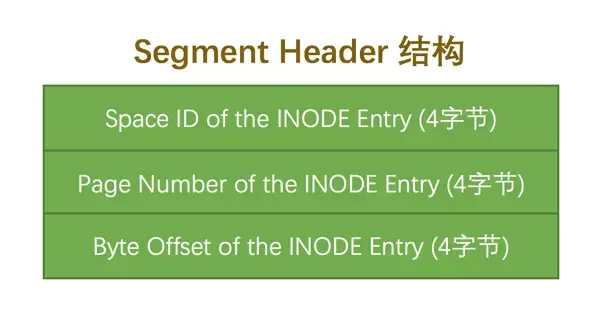 Segment Header 结构
Space ID of the INODE Entry (4字节)
Page Number of the INODE Entry (4字节)
Byte Offset of the INODE Entry (4字节)